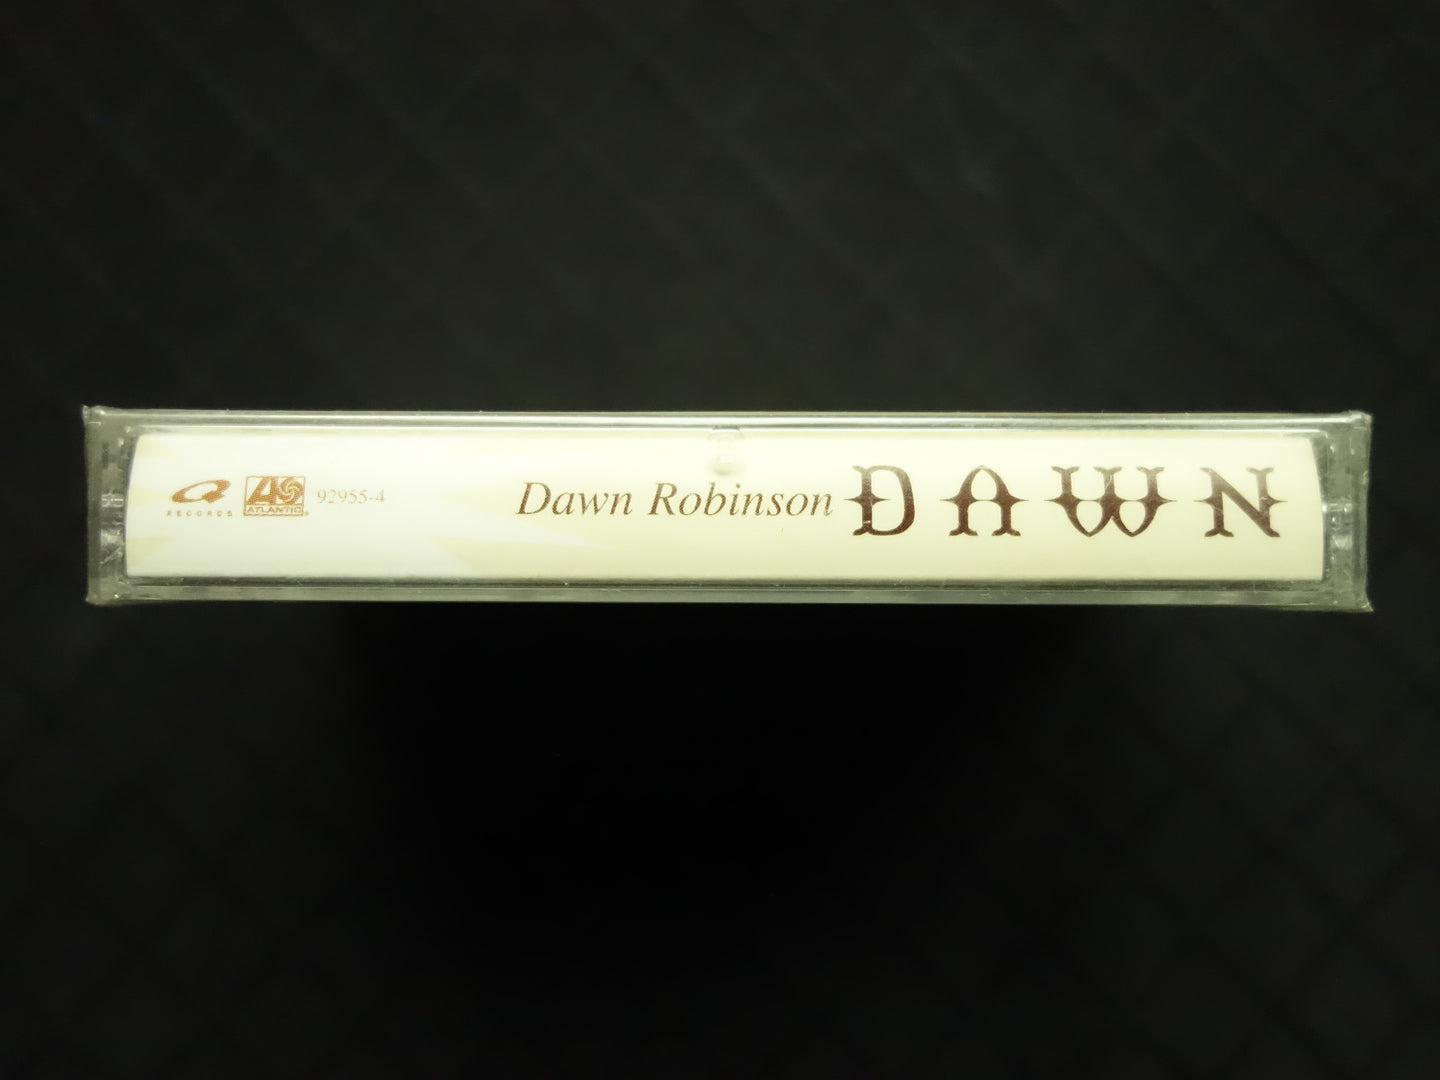 RECORDS
ATLANTIC
92955-4
Dawn Robinson
DAWN